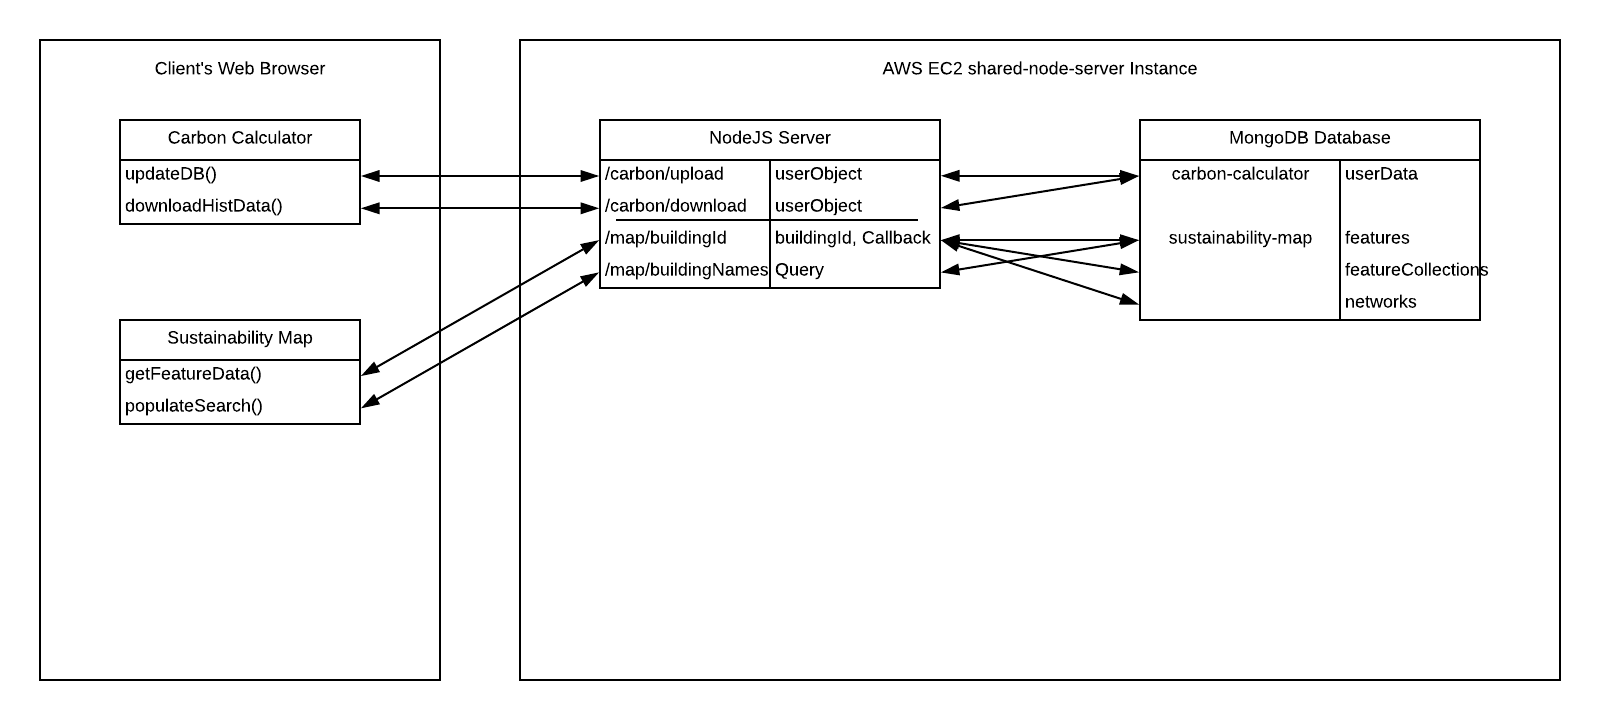 Client's Web Browser
Carbon Calculator
updateDB()
downloadHistData()
Sustainability Map
getFeatureData()
populateSearch()
AWS EC2 shared-node-server Instance
NodeJS Server
/carbon/upload userObject
/carbon/download userObject
/map/buildingId buildingId, Callback
/map/buildingNames Query
MongoDB Database
carbon-calculator userData
sustainability-map features
featureCollections
networks